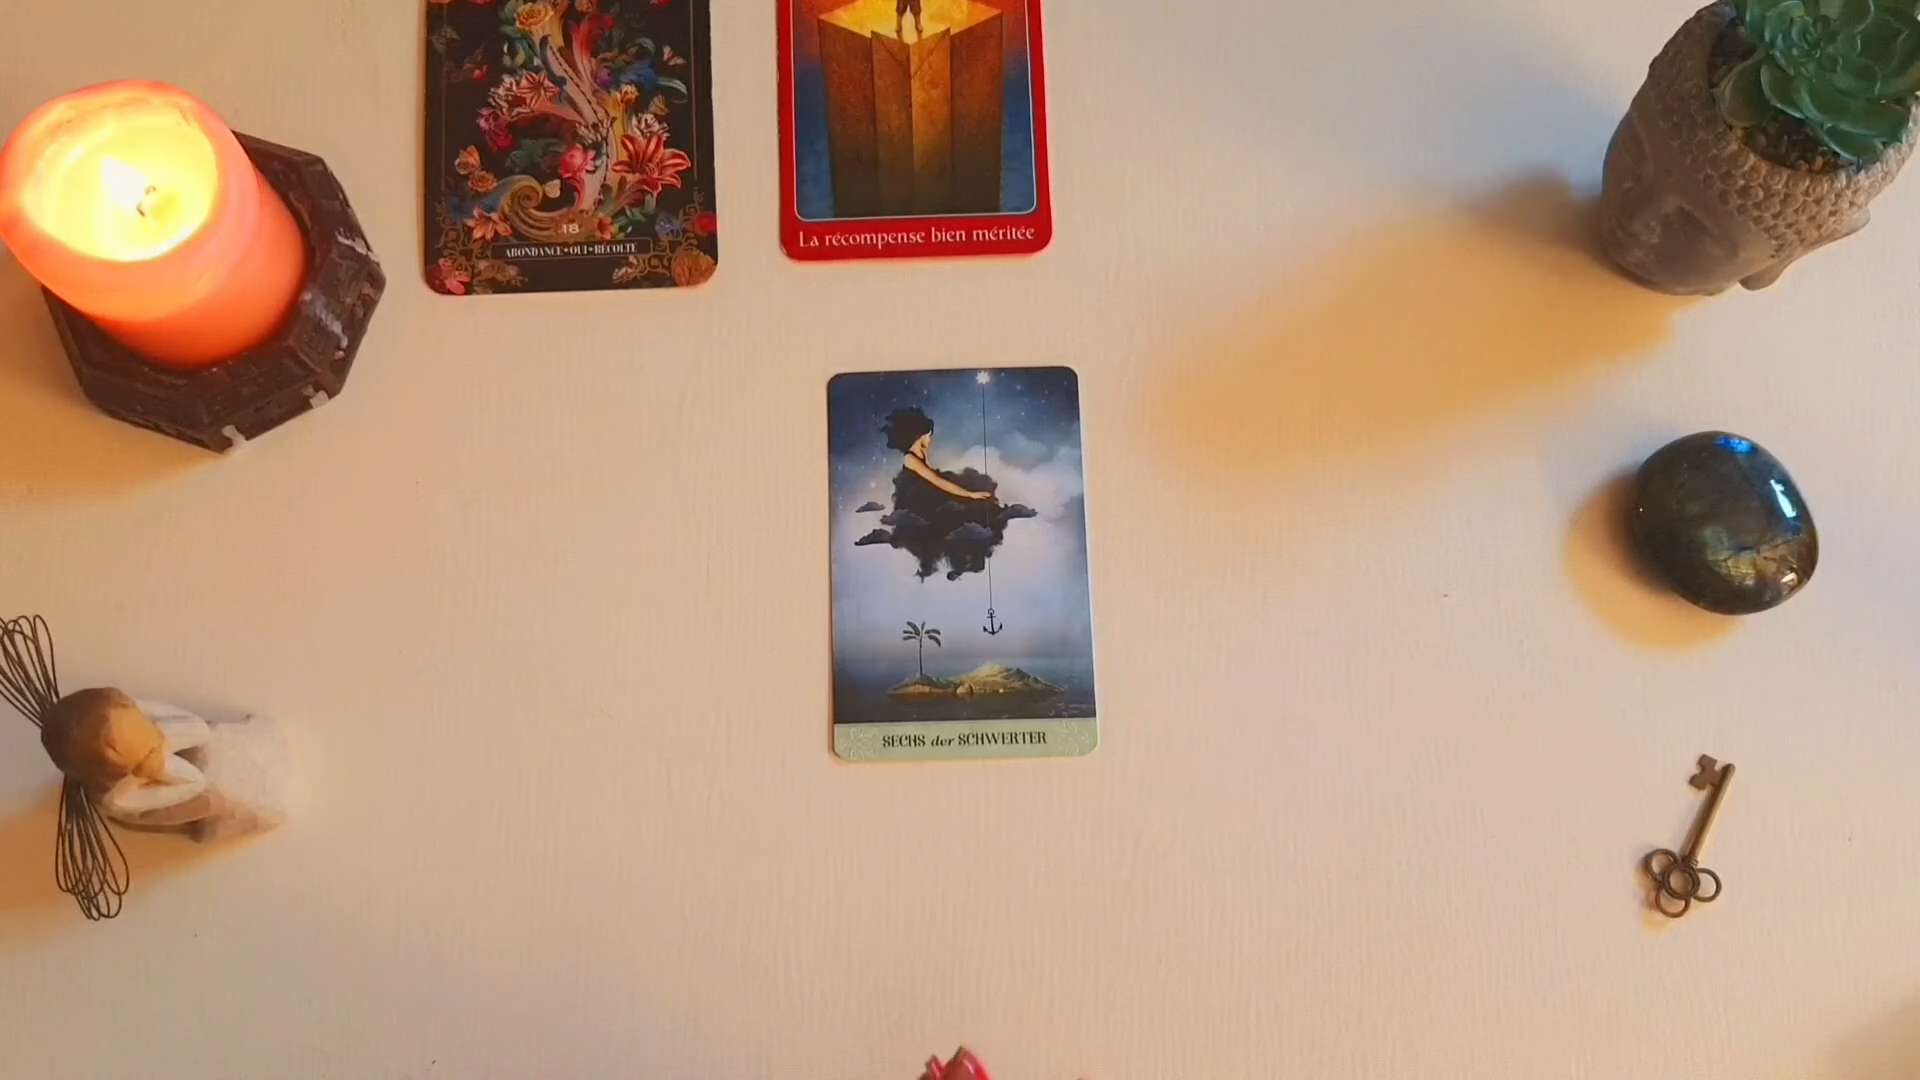 18
ABONDANCE•OUI•RÉCOLTE
La récompense bien méritée
SECHS der SCHWERTER